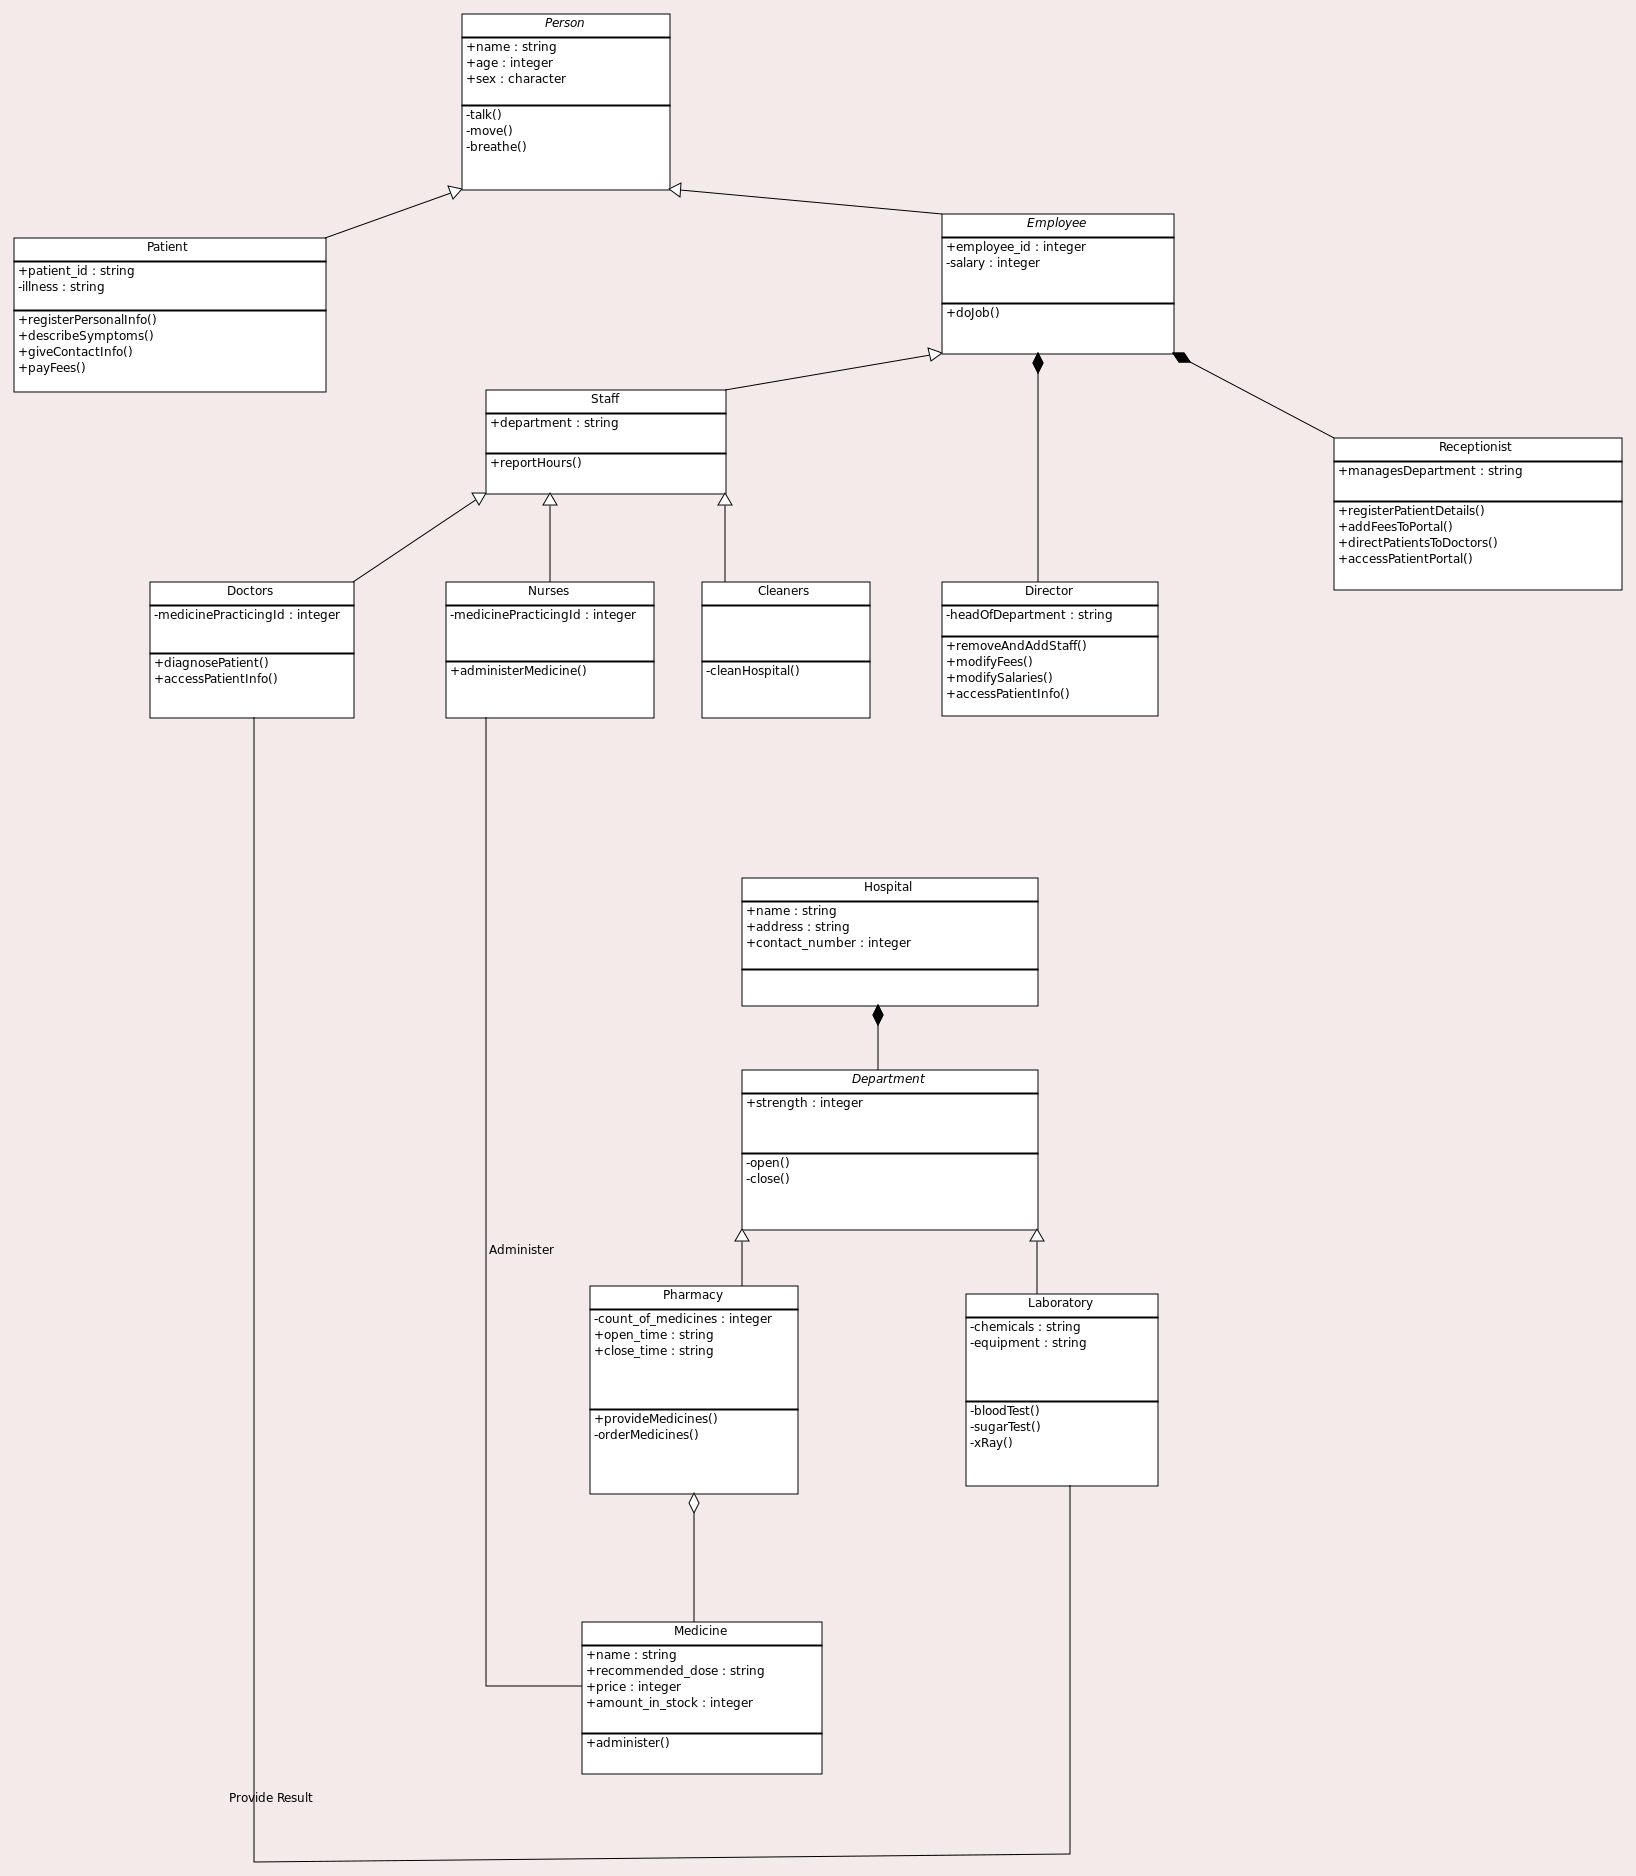 Person
+name : string
+age : integer
+sex : character
-talk()
-move()
-breathe()
Patient
+patient_id : string
-illness : string
+registerPersonalInfo()
+describeSymptoms()
+giveContactInfo()
+payFees()
Employee
+employee_id : integer
-salary : integer
+doJob()
Staff
+department : string
+reportHours()
Receptionist
+managesDepartment : string
+registerPatientDetails()
+addFeesToPortal()
+directPatientsToDoctors()
+accessPatientPortal()
Doctors
-medicinePracticingId : integer
+diagnosePatient()
+accessPatientInfo()
Nurses
-medicinePracticingId : integer
+administerMedicine()
Cleaners
-cleanHospital()
Director
-headOfDepartment : string
+removeAndAddStaff()
+modifyFees()
+modifySalaries()
+accessPatientInfo()
Hospital
+name : string
+address : string
+contact_number : integer
Department
+strength : integer
-open()
-close()
Administer
Pharmacy
-count_of_medicines : integer
+open_time : string
+close_time : string
+provideMedicines()
-orderMedicines()
Laboratory
-chemicals : string
-equipment : string
-bloodTest()
-sugarTest()
-xRay()
Medicine
+name : string
+recommended_dose : string
+price : integer
+amount_in_stock : integer
+administer()
Provide Result